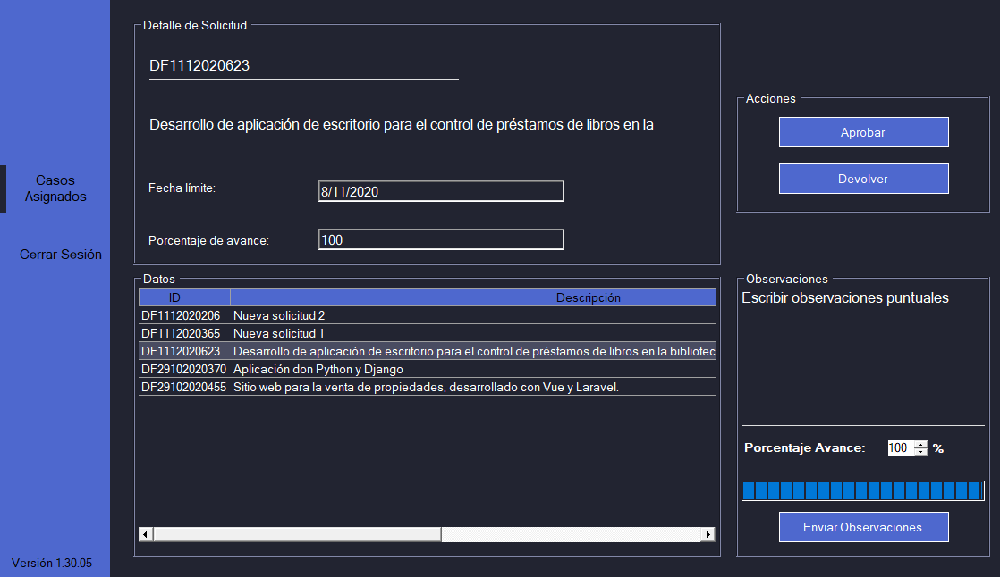 Casos
Asignados
Cerrar Sesión
Versión 1.30.05
Detalle de Solicitud
DF1112020623
Desarrollo de aplicación de escritorio para el control de préstamos de libros en la
Fecha límite:
8/11/2020
Porcentaje de avance:
100
Datos
ID Descripción
DF1112020206 Nueva solicitud 2
DF1112020365 Nueva solicitud 1
DF1112020623 Desarrollo de aplicación de escritorio para el control de préstamos de libros en la bibliotec
DF29102020370 Aplicación don Python y Django
DF29102020455 Sitio web para la venta de propiedades, desarrollado con Vue y Laravel.
Acciones
Aprobar
Devolver
Observaciones
Escribir observaciones puntuales
Porcentaje Avance: 100 %
Enviar Observaciones